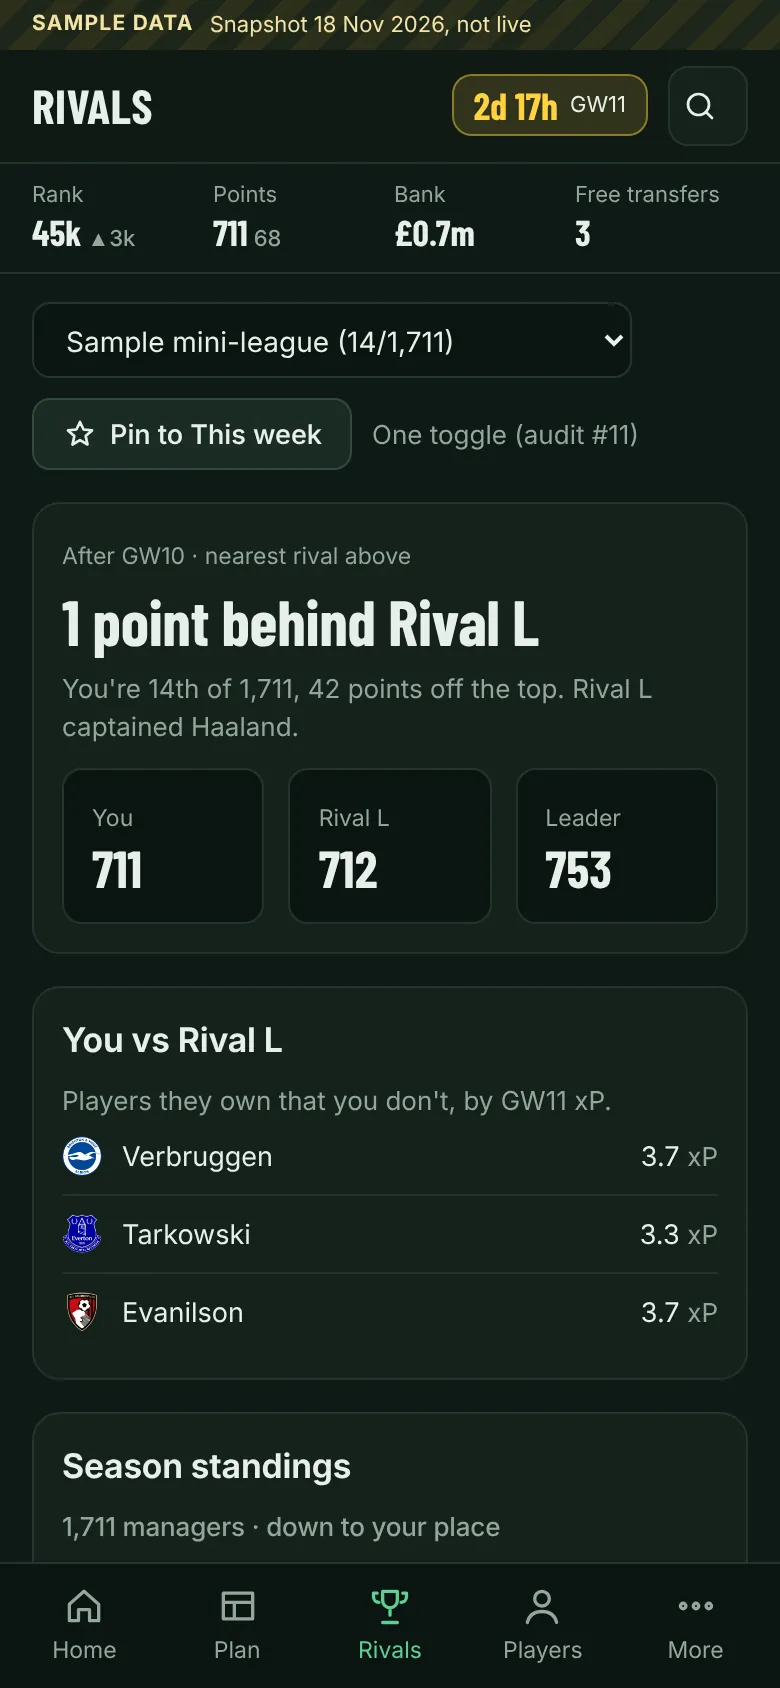 SAMPLE DATA Snapshot 18 Nov 2026, not live
RIVALS 2d 17h GW11
Rank Points Bank Free transfers
45k ▲3k 711 68 £0.7m 3
Sample mini-league (14/1,711)
Pin to This week One toggle (audit #11)
After GW10 · nearest rival above
1 point behind Rival L
You're 14th of 1,711, 42 points off the top. Rival L
captained Haaland.
You Rival L Leader
711 712 753
You vs Rival L
Players they own that you don't, by GW11 xP.
Verbruggen 3.7 xP
Everton
Tarkowski 3.3 xP
Evanilson 3.7 xP
Season standings
1,711 managers · down to your place
Home Plan Rivals Players More